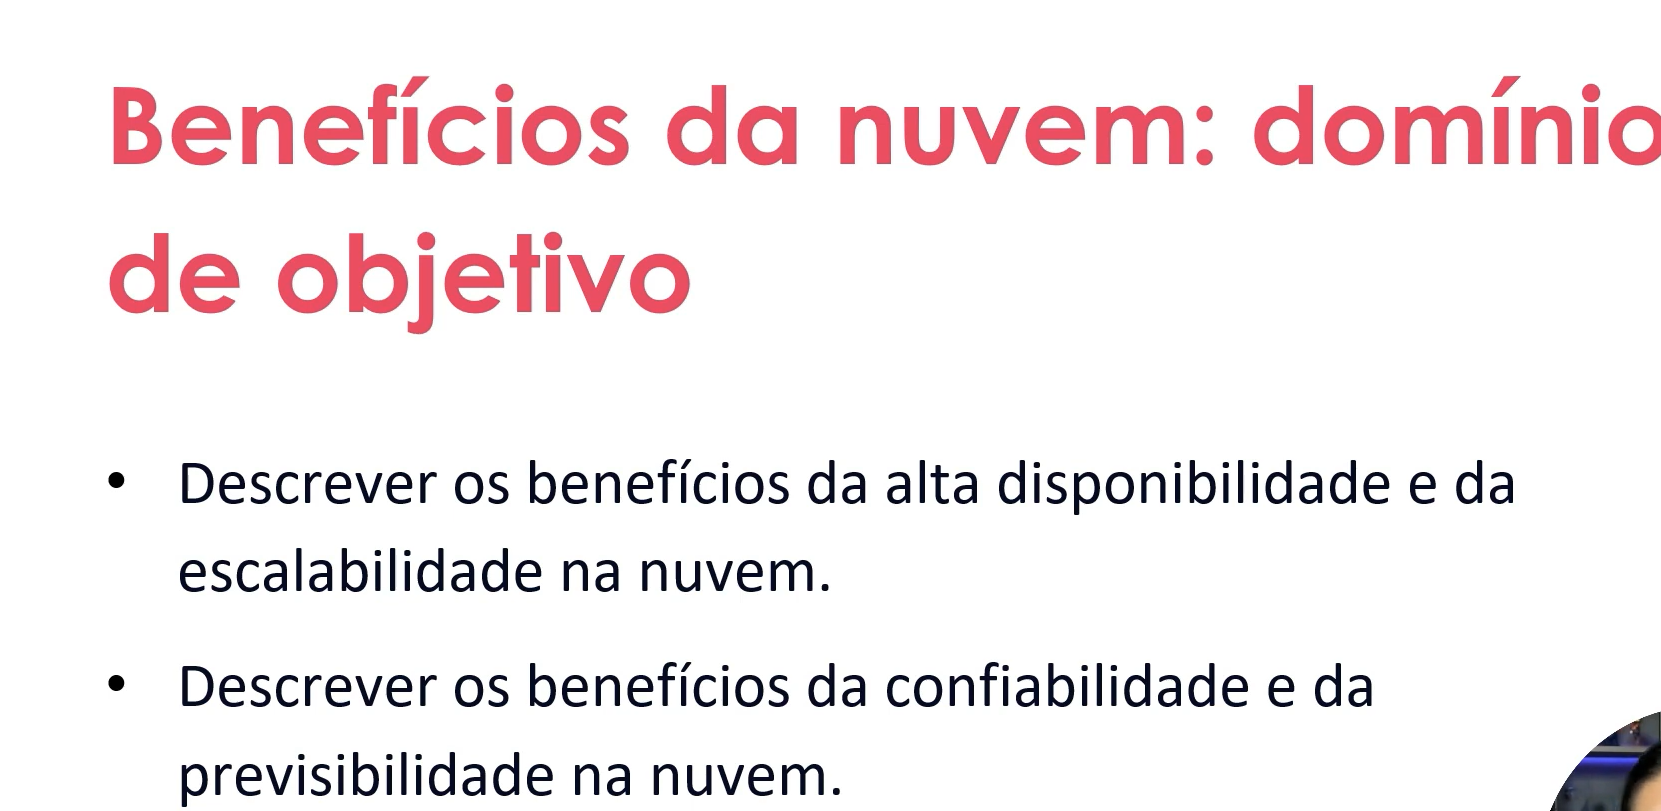 Benefícios da nuvem: domínio
de objetivo
• Descrever os benefícios da alta disponibilidade e da
escalabilidade na nuvem.
• Descrever os benefícios da confiabilidade e da
previsibilidade na nuvem.